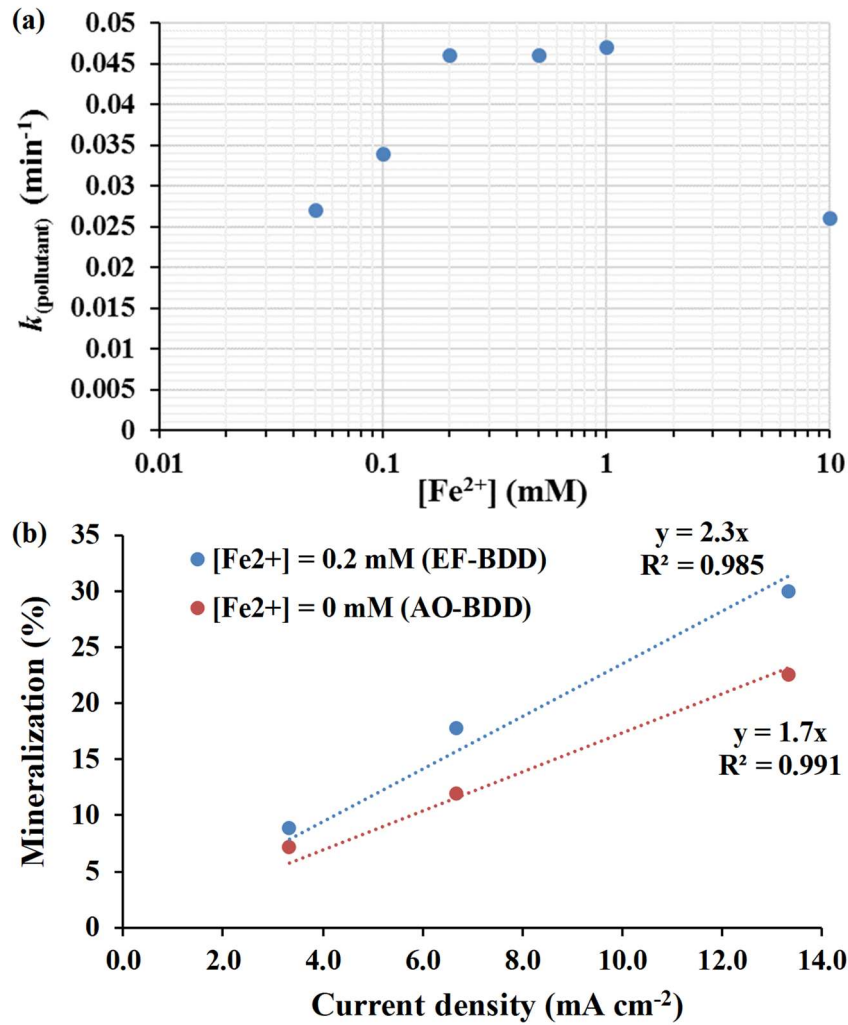 (a)
0.05
0.045
0.04
0.035
0.03
0.025
0.02
0.015
0.01
0.005
0
k(pollutant) (min-1)
0.01 0.1 1 10
[Fe2+] (mM)
(b)
35
30
25
20
15
10
5
0
Mineralization (%)
[Fe2+] = 0.2 mM (EF-BDD)
[Fe2+] = 0 mM (AO-BDD)
y = 2.3x
R² = 0.985
y = 1.7x
R² = 0.991
0.0 2.0 4.0 6.0 8.0 10.0 12.0 14.0
Current density (mA cm-2)